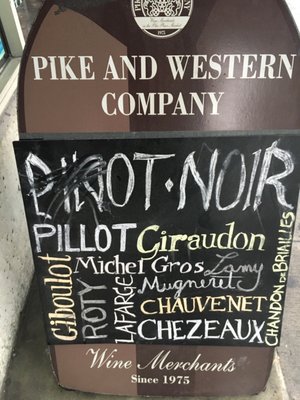 PIKE AND WESTERN
COMPANY
PINOT·NOIR
PILLOT Giraudon
Michel Gros Lamy
Mugneret
CHAUVENET
CHEZEAUX
Giboulot
ROTY
LAFARGE
CHANDON DE BRIAILLES
Wine Merchants
Since 1975